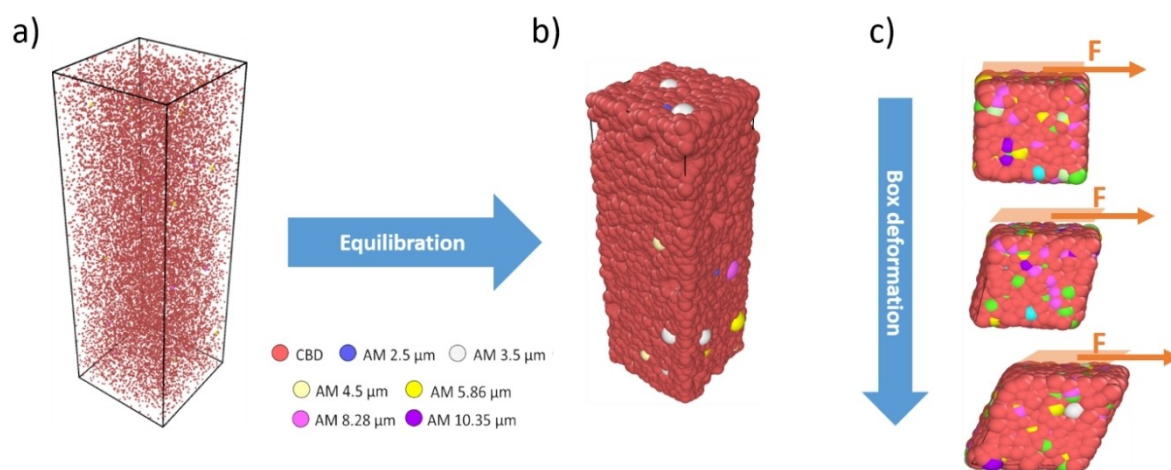 a)
b)
c)
F
Equilibration
Box deformation
F
CBD AM 2.5 µm AM 3.5 µm
AM 4.5 µm AM 5.86 µm
AM 8.28 µm AM 10.35 µm
F